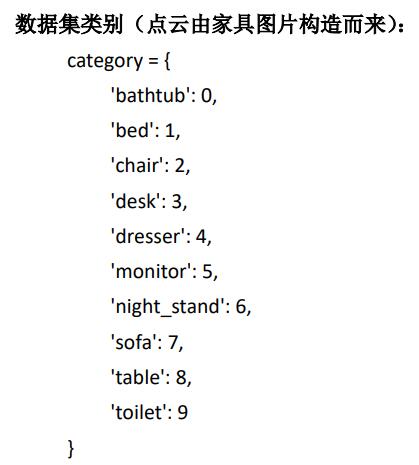 数据集类别（点云由家具图片构造而来）：
category = {
'bathtub': 0,
'bed': 1,
'chair': 2,
'desk': 3,
'dresser': 4,
'monitor': 5,
'night_stand': 6,
'sofa': 7,
'table': 8,
'toilet': 9
}